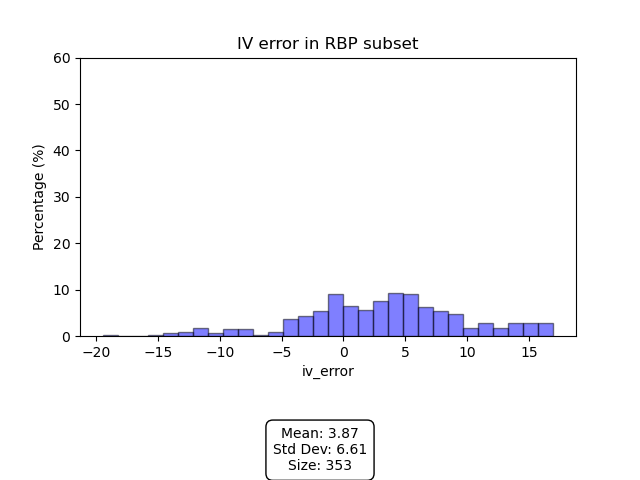 IV error in RBP subset
60
50
40
30
20
10
0
Percentage (%)
−20
−15
−10
−5
0
5
10
15
iv_error
Mean: 3.87
Std Dev: 6.61
Size: 353